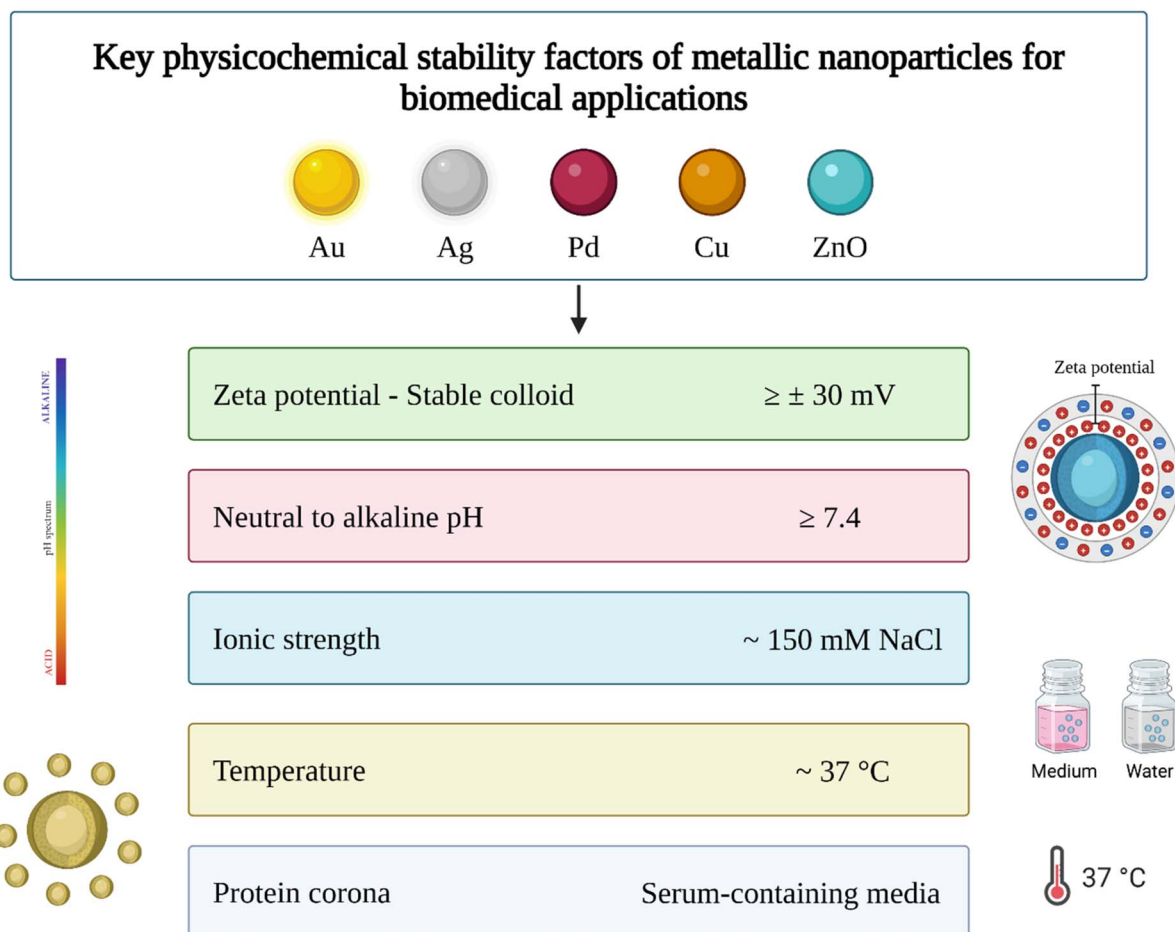 Key physicochemical stability factors of metallic nanoparticles for
biomedical applications
Au Ag Pd Cu ZnO
Zeta potential - Stable colloid ≥ ± 30 mV
Neutral to alkaline pH ≥ 7.4
Ionic strength ~ 150 mM NaCl
Temperature ~ 37 °C
Protein corona Serum-containing media
ALKALINE
pH spectrum
ACID
Zeta potential
Medium Water
37 °C